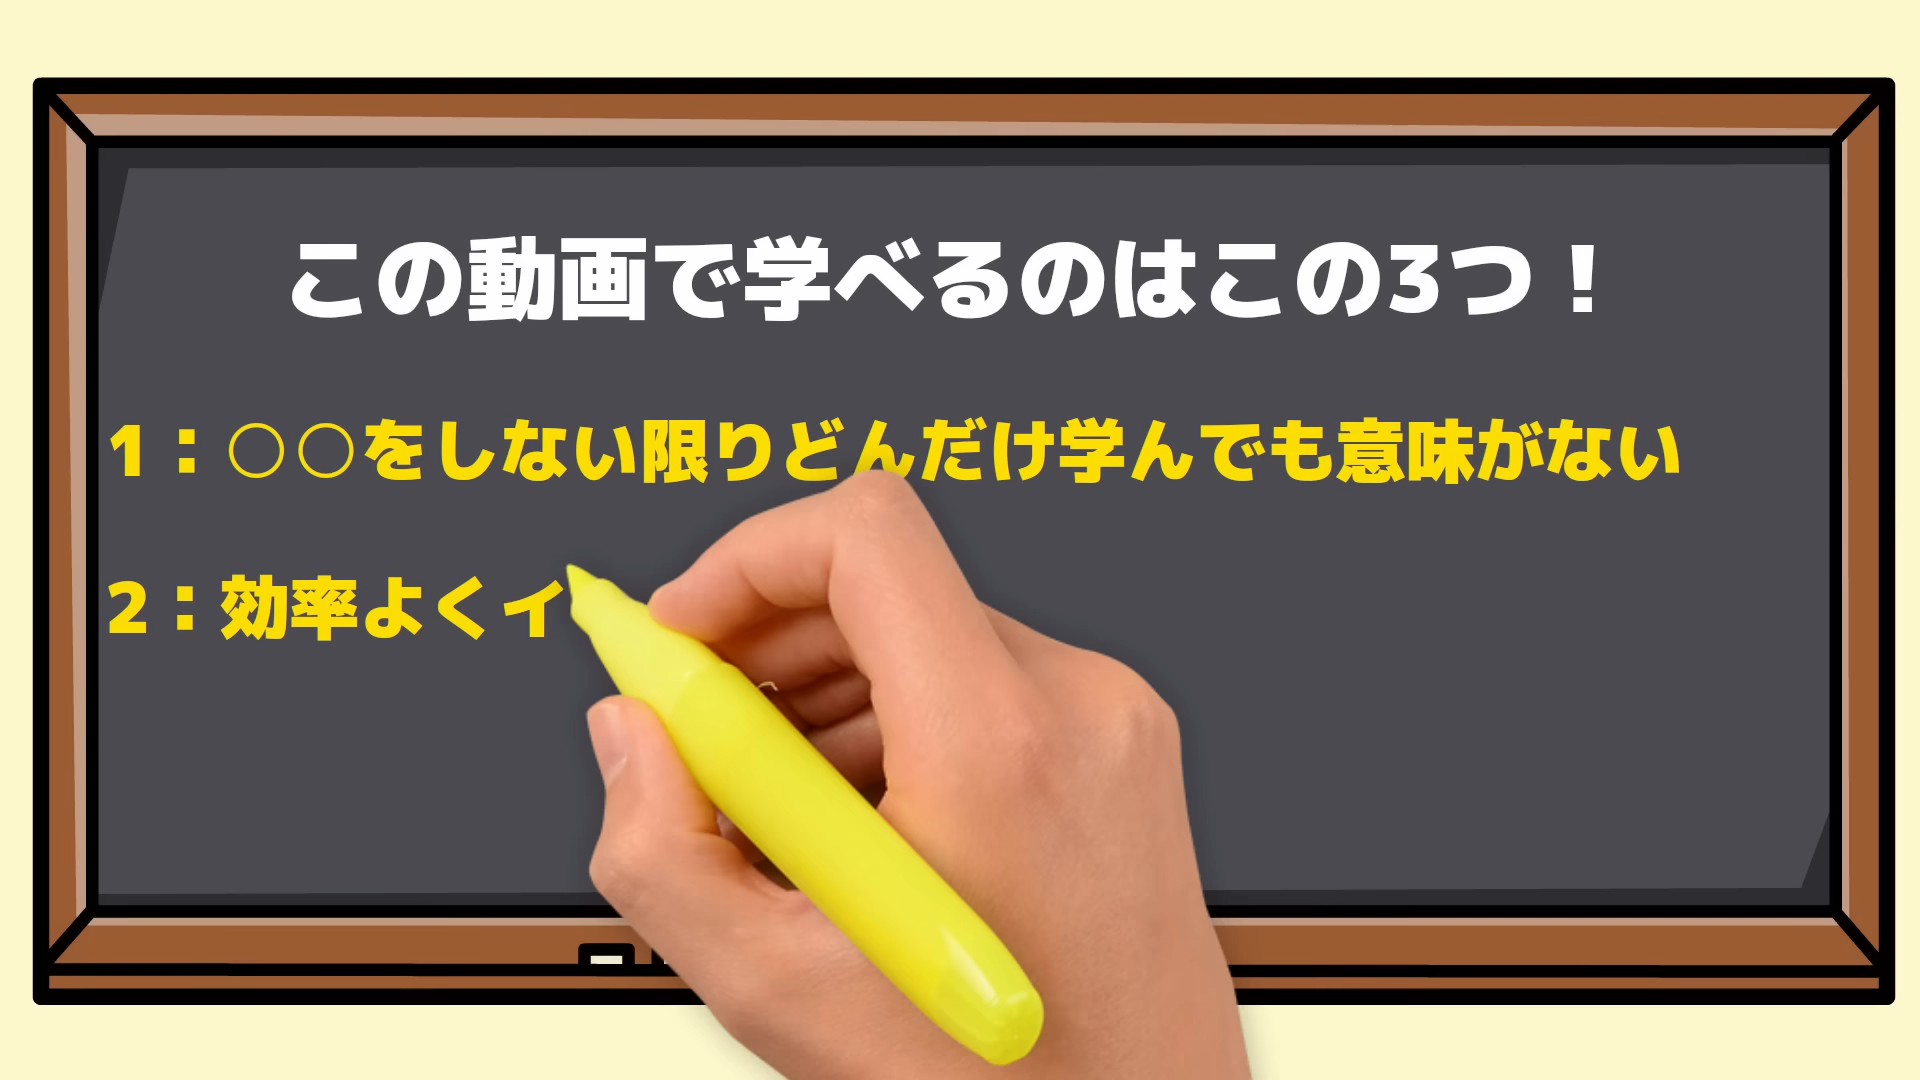 この動画で学べるのはこの3つ！
1：○○をしない限りどんだけ学んでも意味がない
2：効率よくイ